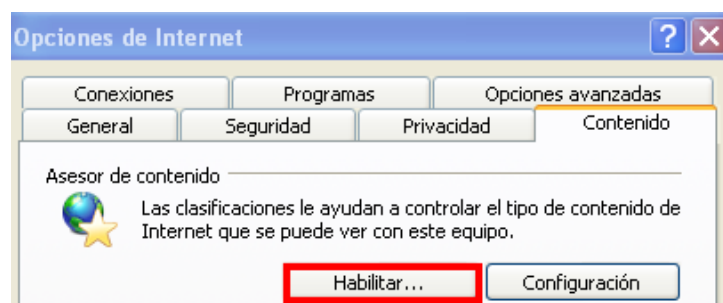 Opciones de Internet
Conexiones Programas Opciones avanzadas
General Seguridad Privacidad Contenido
Asesor de contenido
Las clasificaciones le ayudan a controlar el tipo de contenido de
Internet que se puede ver con este equipo.
Habilitar... Configuración